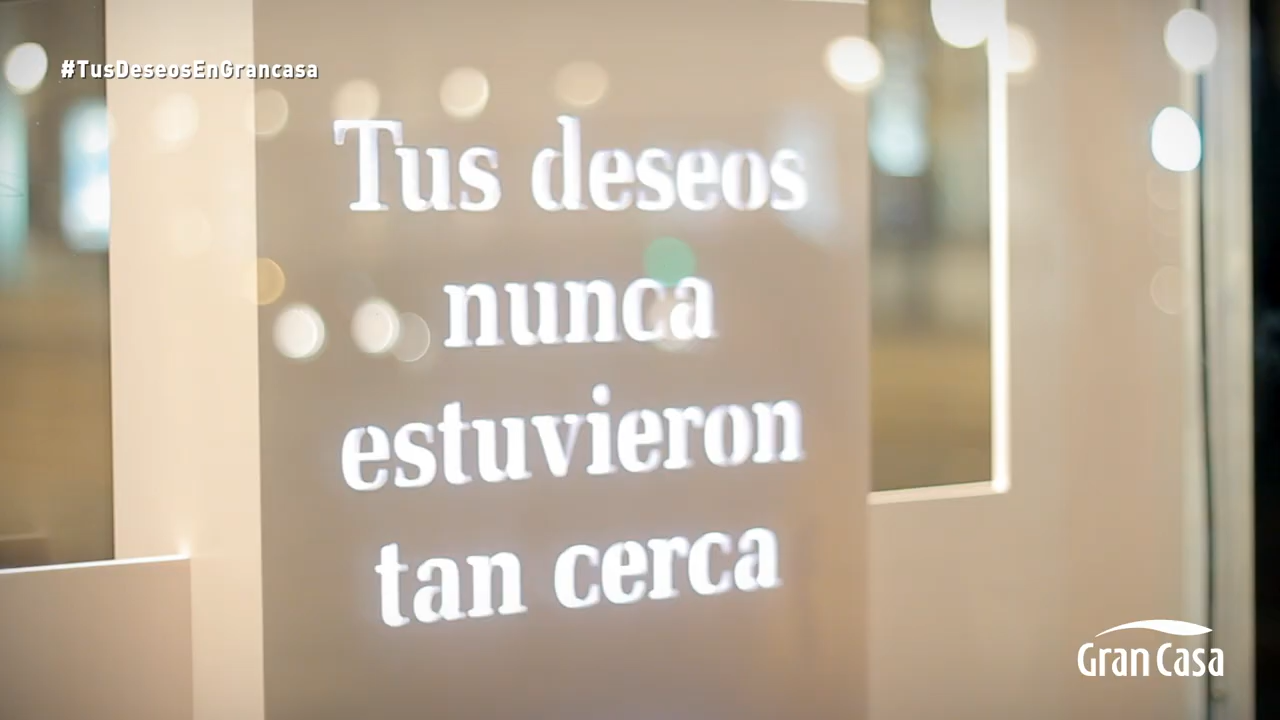 #TusDeseosEnGrancasa
Tus deseos
nunca
estuvieron
tan cerca
Gran Casa